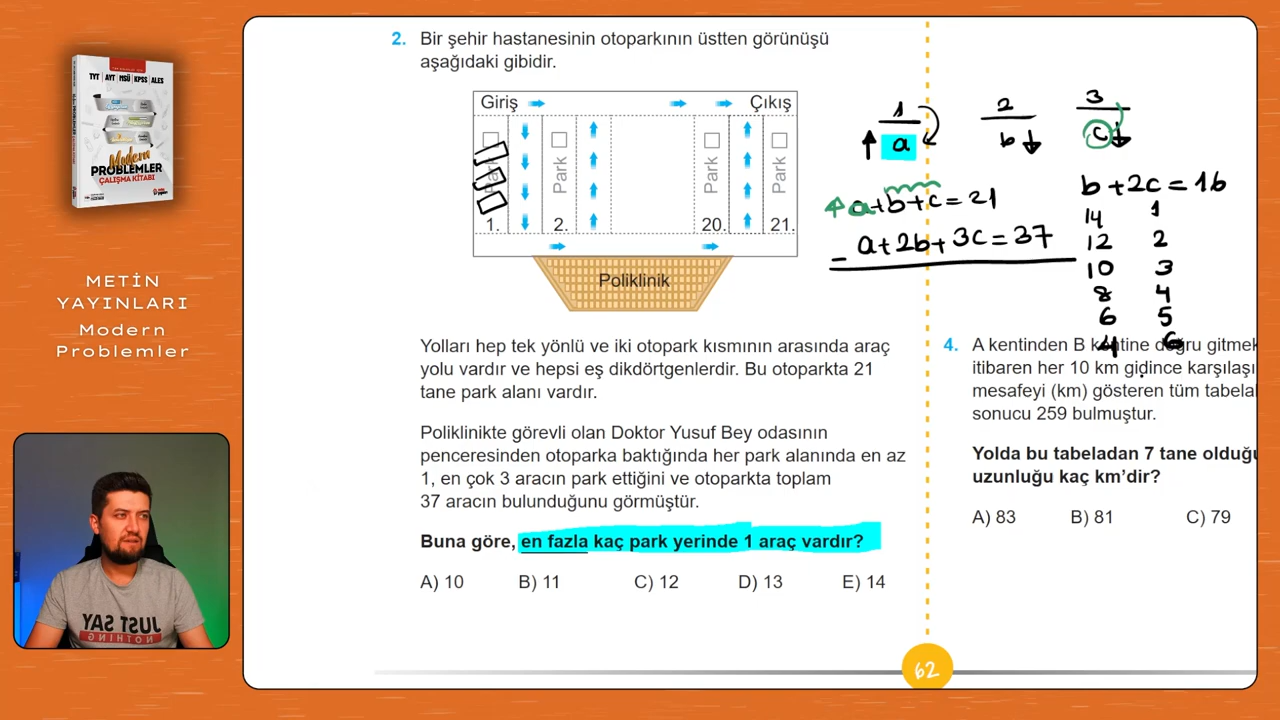 TYT AYT MSÜ KPSS ALES
Modern
PROBLEMLER
ÇALIŞMA KİTABI
METİN
YAYINLARI
Modern
Problemler
JUST SAY
NOTHING
2. Bir şehir hastanesinin otoparkının üstten görünüşü
aşağıdaki gibidir.
Giriş
Çıkış
Park
Park
Park
Park
1.
2.
20.
21.
Poliklinik
Yolları hep tek yönlü ve iki otopark kısmının arasında araç
yolu vardır ve hepsi eş dikdörtgenlerdir. Bu otoparkta 21
tane park alanı vardır.
Poliklinikte görevli olan Doktor Yusuf Bey odasının
penceresinden otoparka baktığında her park alanında en az
1, en çok 3 aracın park ettiğini ve otoparkta toplam
37 aracın bulunduğunu görmüştür.
Buna göre, en fazla kaç park yerinde 1 araç vardır?
A) 10 B) 11 C) 12 D) 13 E) 14
1 2 3
a b c
a+b+c=21
- a+2b+3c=37
b+2c=16
14 1
12 2
10 3
8 4
6 5
4 6
4. A kentinden B kentine doğru gitmek
itibaren her 10 km gidince karşılaşı
mesafeyi (km) gösteren tüm tabela
sonucu 259 bulmuştur.
Yolda bu tabeladan 7 tane olduğu
uzunluğu kaç km'dir?
A) 83 B) 81 C) 79
62